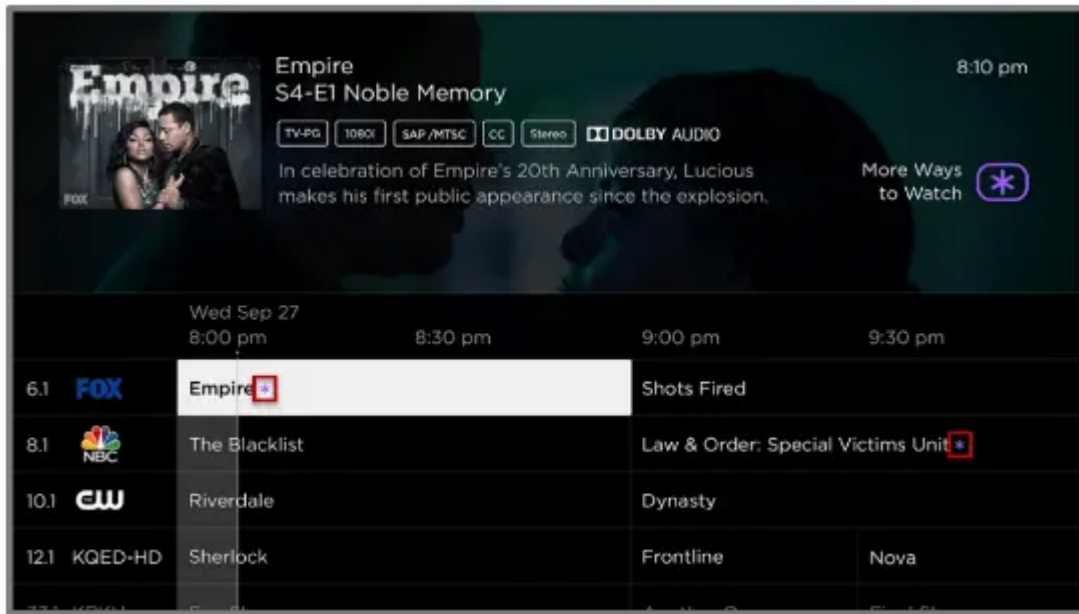 Empire
FOX
Empire
S4-E1 Noble Memory
8:10 pm
TV-PG 1080i SAP /MTSC CC Stereo DOLBY AUDIO
In celebration of Empire's 20th Anniversary, Lucious
makes his first public appearance since the explosion.
More Ways
to Watch *
Wed Sep 27
8:00 pm 8:30 pm 9:00 pm 9:30 pm
6.1 FOX Empire * Shots Fired
8.1 NBC The Blacklist Law & Order: Special Victims Unit *
10.1 CW Riverdale Dynasty
12.1 KQED-HD Sherlock Frontline Nova